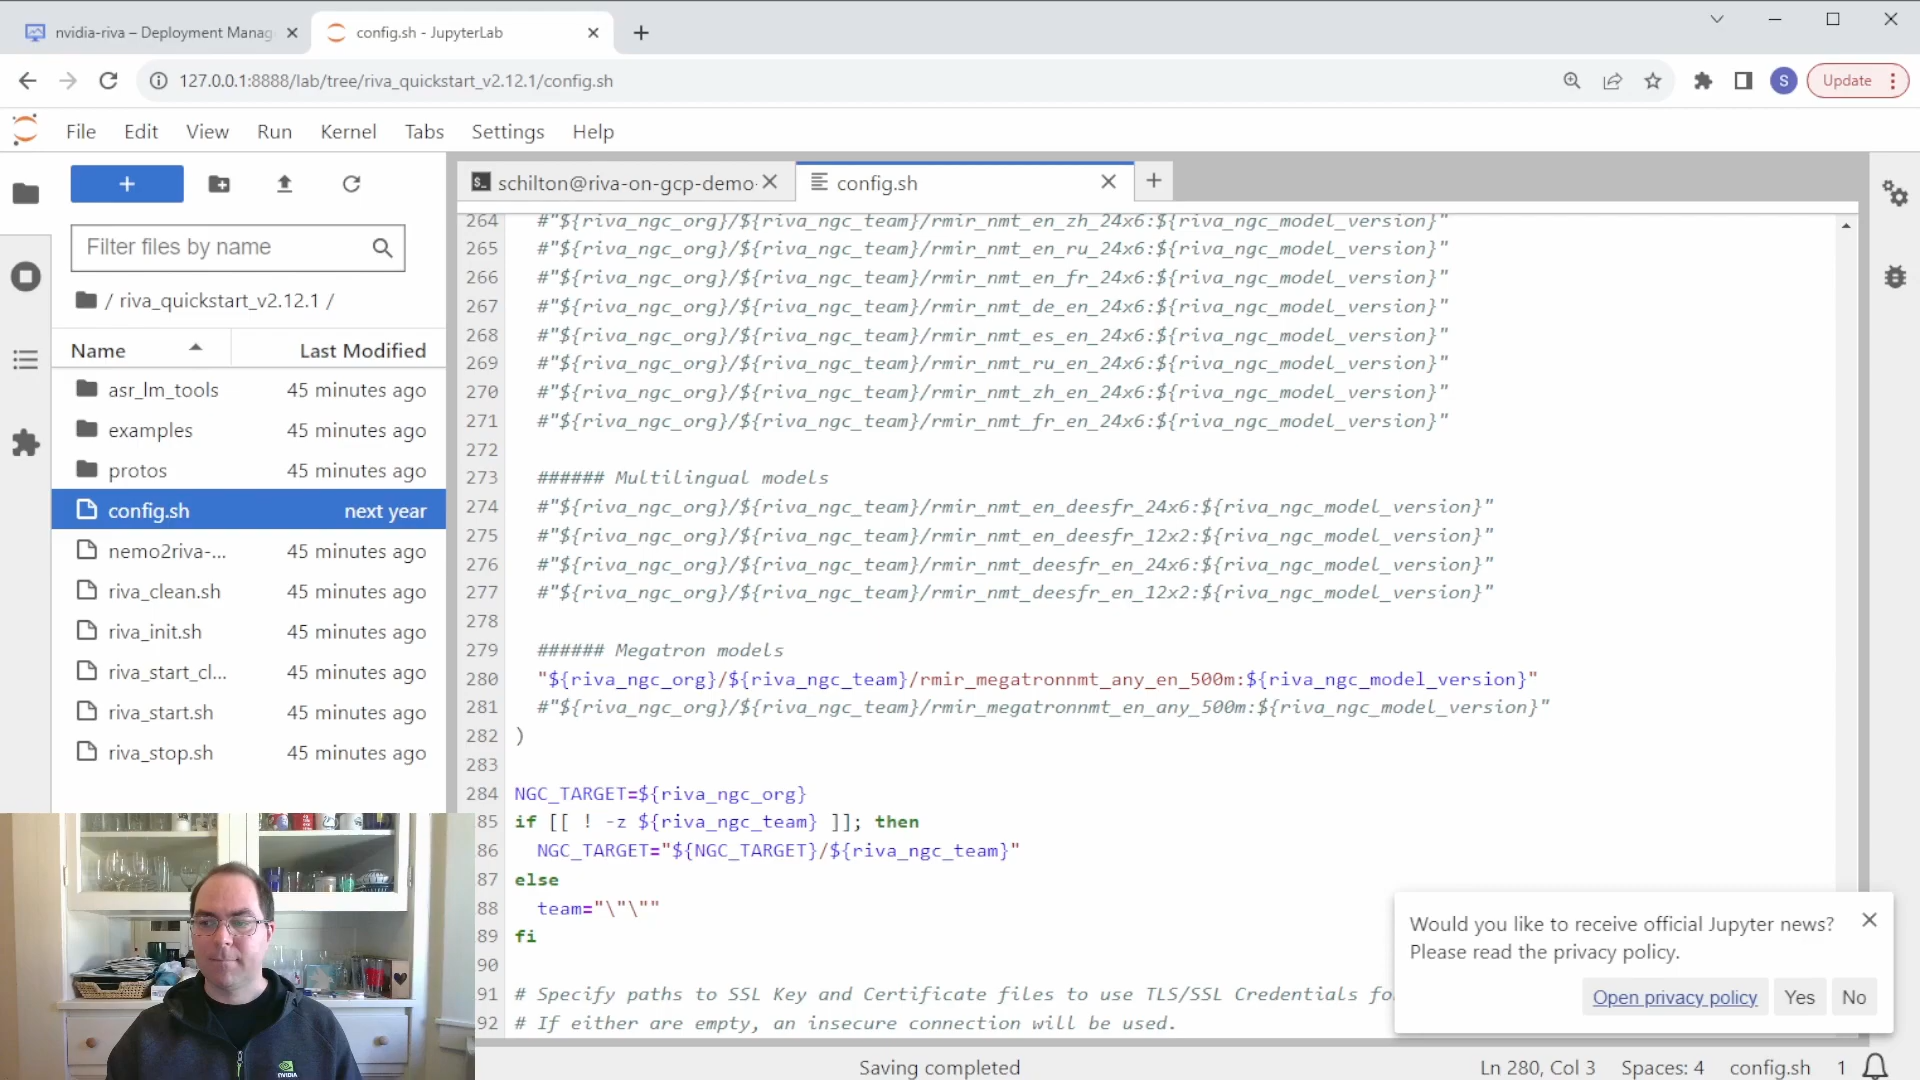 nvidia-riva – Deployment Manag
config.sh - JupyterLab
127.0.0.1:8888/lab/tree/riva_quickstart_v2.12.1/config.sh
S
Update
File Edit View Run Kernel Tabs Settings Help
schilton@riva-on-gcp-demo-
config.sh
Filter files by name
/ riva_quickstart_v2.12.1 /
Name Last Modified
asr_lm_tools 45 minutes ago
examples 45 minutes ago
protos 45 minutes ago
config.sh next year
nemo2riva-... 45 minutes ago
riva_clean.sh 45 minutes ago
riva_init.sh 45 minutes ago
riva_start_cl... 45 minutes ago
riva_start.sh 45 minutes ago
riva_stop.sh 45 minutes ago
264 #"${riva_ngc_org}/${riva_ngc_team}/rmir_nmt_en_zh_24x6:${riva_ngc_model_version}"
265 #"${riva_ngc_org}/${riva_ngc_team}/rmir_nmt_en_ru_24x6:${riva_ngc_model_version}"
266 #"${riva_ngc_org}/${riva_ngc_team}/rmir_nmt_en_fr_24x6:${riva_ngc_model_version}"
267 #"${riva_ngc_org}/${riva_ngc_team}/rmir_nmt_de_en_24x6:${riva_ngc_model_version}"
268 #"${riva_ngc_org}/${riva_ngc_team}/rmir_nmt_es_en_24x6:${riva_ngc_model_version}"
269 #"${riva_ngc_org}/${riva_ngc_team}/rmir_nmt_ru_en_24x6:${riva_ngc_model_version}"
270 #"${riva_ngc_org}/${riva_ngc_team}/rmir_nmt_zh_en_24x6:${riva_ngc_model_version}"
271 #"${riva_ngc_org}/${riva_ngc_team}/rmir_nmt_fr_en_24x6:${riva_ngc_model_version}"
272
273 ###### Multilingual models
274 #"${riva_ngc_org}/${riva_ngc_team}/rmir_nmt_en_deesfr_24x6:${riva_ngc_model_version}"
275 #"${riva_ngc_org}/${riva_ngc_team}/rmir_nmt_en_deesfr_12x2:${riva_ngc_model_version}"
276 #"${riva_ngc_org}/${riva_ngc_team}/rmir_nmt_deesfr_en_24x6:${riva_ngc_model_version}"
277 #"${riva_ngc_org}/${riva_ngc_team}/rmir_nmt_deesfr_en_12x2:${riva_ngc_model_version}"
278
279 ###### Megatron models
280 "${riva_ngc_org}/${riva_ngc_team}/rmir_megatronnmt_any_en_500m:${riva_ngc_model_version}"
281 #"${riva_ngc_org}/${riva_ngc_team}/rmir_megatronnmt_en_any_500m:${riva_ngc_model_version}"
282 )
283
284 NGC_TARGET=${riva_ngc_org}
85 if [[ ! -z ${riva_ngc_team} ]]; then
86 NGC_TARGET="${NGC_TARGET}/${riva_ngc_team}"
87 else
88 team="\"\""
89 fi
90
91 # Specify paths to SSL Key and Certificate files to use TLS/SSL Credentials fo
92 # If either are empty, an insecure connection will be used.
Would you like to receive official Jupyter news?
Please read the privacy policy.
Open privacy policy Yes No
Saving completed
Ln 280, Col 3 Spaces: 4 config.sh 1
NVIDIA